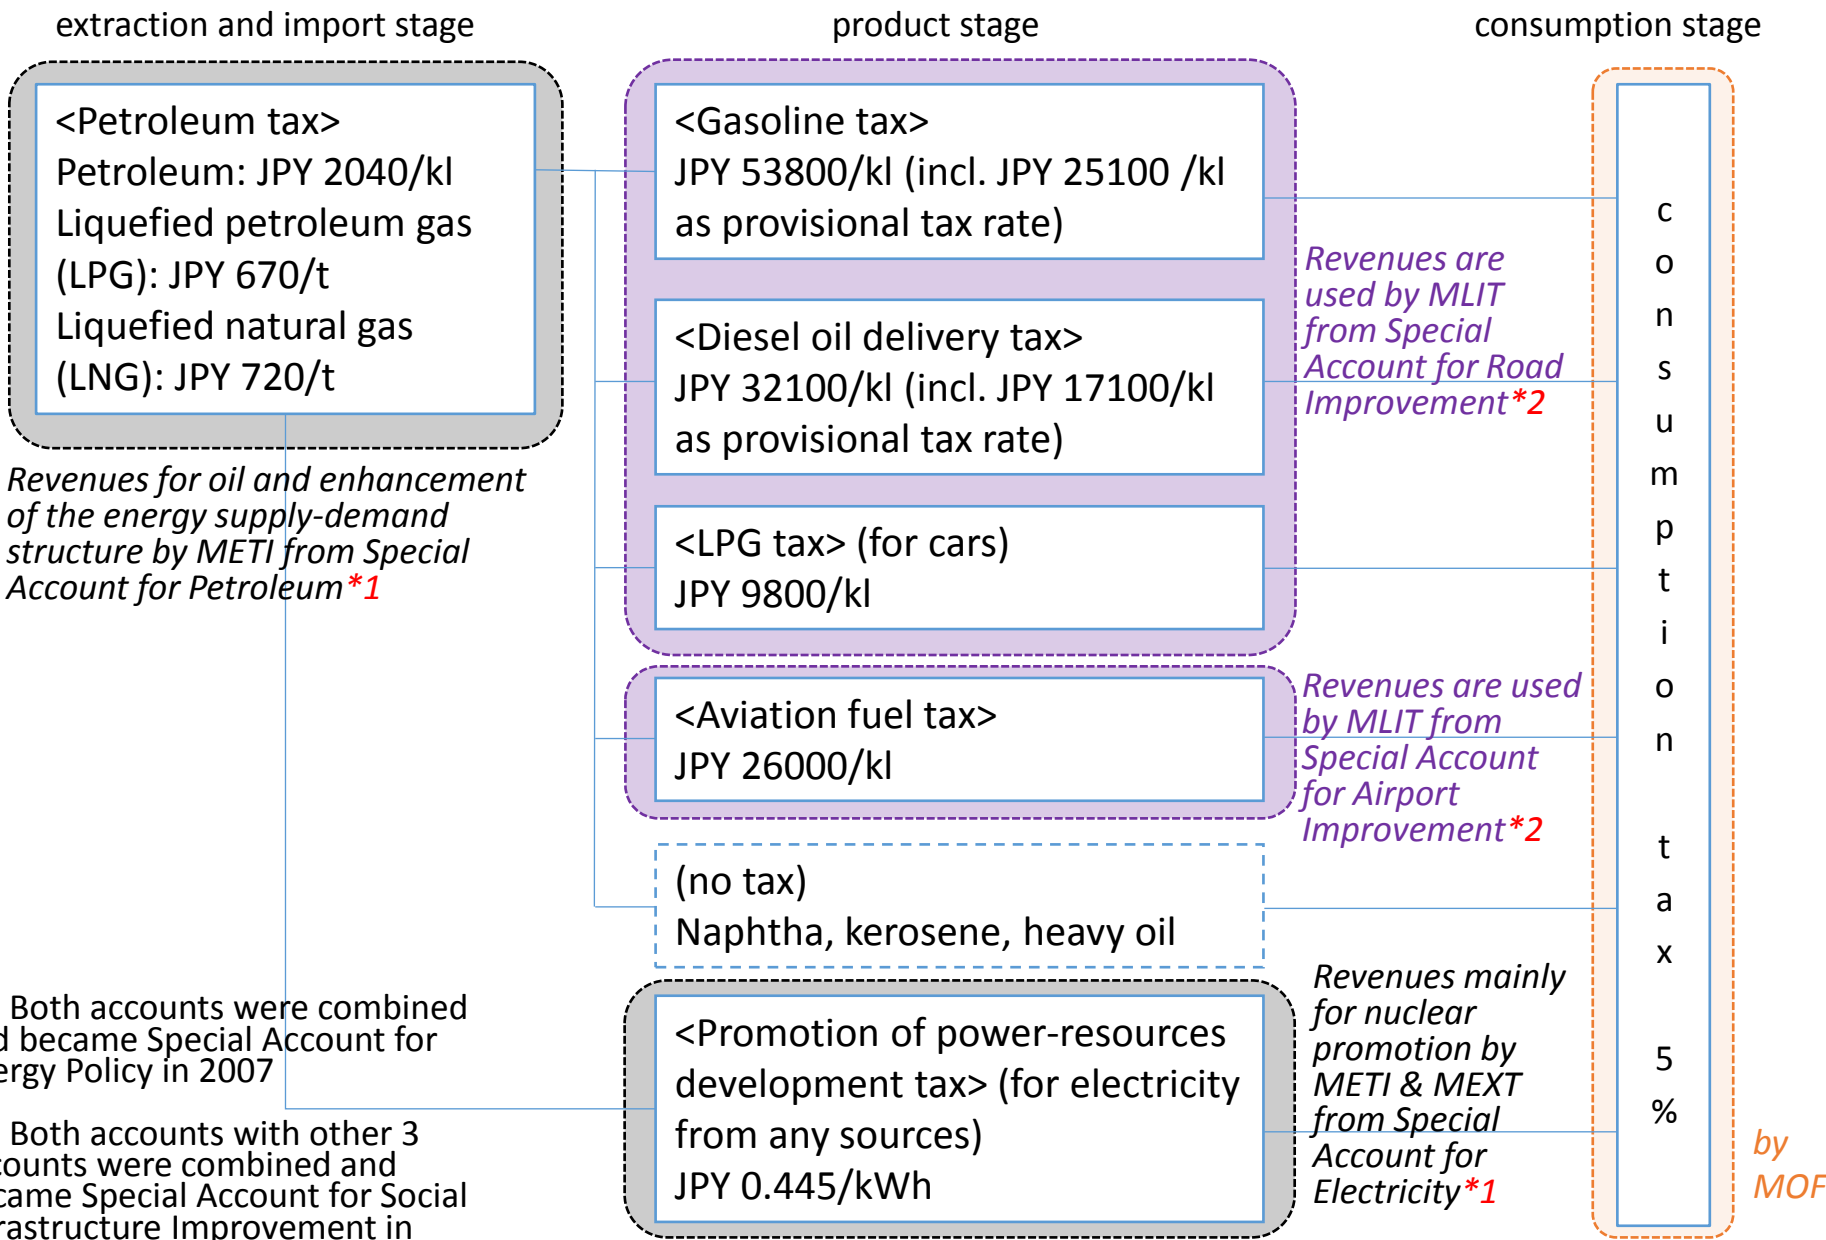 extraction and import stage
product stage
consumption stage
<Petroleum tax>
Petroleum: JPY 2040/kl
Liquefied petroleum gas
(LPG): JPY 670/t
Liquefied natural gas
(LNG): JPY 720/t
Revenues for oil and enhancement
of the energy supply-demand
structure by METI from Special
Account for Petroleum*1
<Gasoline tax>
JPY 53800/kl (incl. JPY 25100 /kl
as provisional tax rate)
<Diesel oil delivery tax>
JPY 32100/kl (incl. JPY 17100/kl
as provisional tax rate)
<LPG tax> (for cars)
JPY 9800/kl
Revenues are
used by MLIT
from Special
Account for Road
Improvement*2
<Aviation fuel tax>
JPY 26000/kl
Revenues are used
by MLIT from
Special Account
for Airport
Improvement*2
(no tax)
Naphtha, kerosene, heavy oil
<Promotion of power-resources
development tax> (for electricity
from any sources)
JPY 0.445/kWh
Revenues mainly
for nuclear
promotion by
METI & MEXT
from Special
Account for
Electricity*1
consumption tax 5%
by
MOF
Both accounts were combined
became Special Account for
Policy in 2007
Both accounts with other 3
were combined and
Special Account for Social
Improvement in